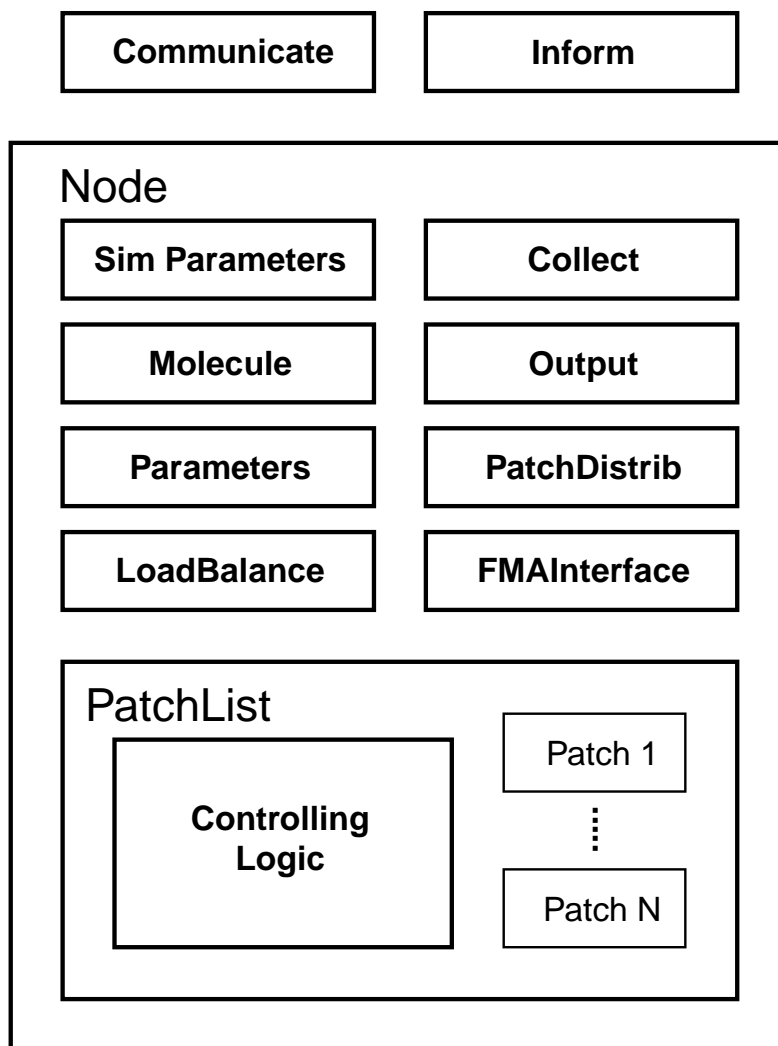 Communicate
Inform
Node
Sim Parameters
Collect
Molecule
Output
Parameters
PatchDistrib
LoadBalance
FMAInterface
PatchList
Controlling
Logic
Patch 1
Patch N